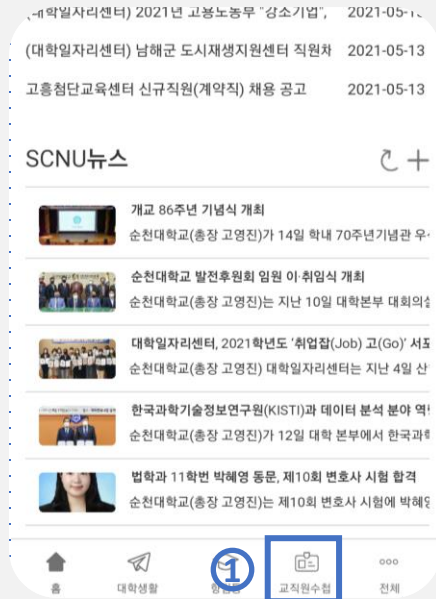 (대학일자리센터) 2021년 고용노동부 "강소기업", 2021-05-13
(대학일자리센터) 남해군 도시재생지원센터 직원채 2021-05-13
고흥첨단교육센터 신규직원(계약직) 채용 공고 2021-05-13
SCNU뉴스
개교 86주년 기념식 개최
순천대학교(총장 고영진)가 14일 학내 70주년기념관 우
순천대학교 발전후원회 임원 이·취임식 개최
순천대학교(총장 고영진)는 지난 10일 대학본부 대회의실
대학일자리센터, 2021학년도 '취업잡(Job) 고(Go)' 서포
순천대학교(총장 고영진) 대학일자리센터는 지난 4일 산
한국과학기술정보연구원(KISTI)과 데이터 분석 분야 역
순천대학교(총장 고영진)가 12일 대학 본부에서 한국과학
법학과 11학번 박혜영 동문, 제10회 변호사 시험 합격
순천대학교(총장 고영진)는 제10회 변호사 시험에 박혜영
홈 대학생활 ① 교직원수첩 전체